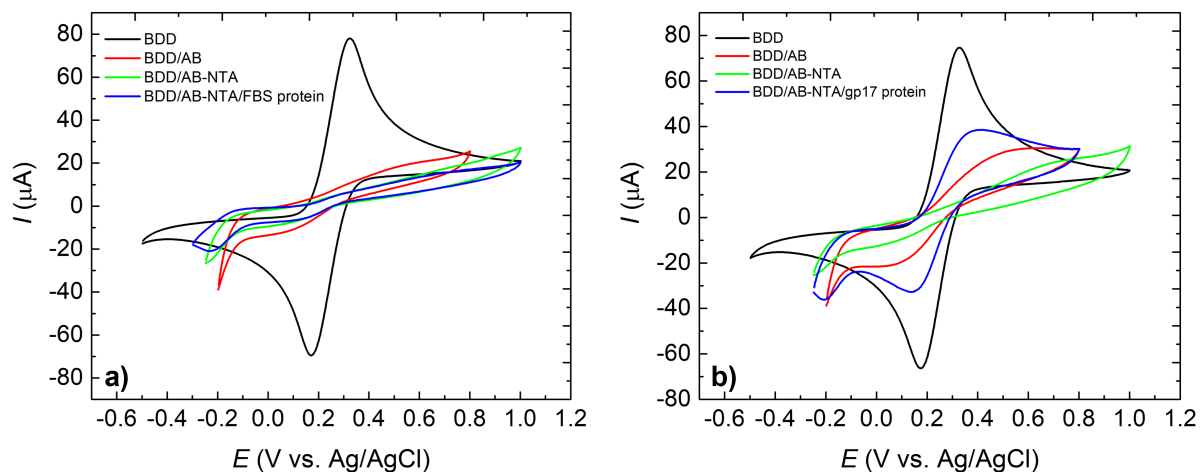 80
60
40
20
0
-20
-40
-60
-80
I (µA)
BDD
BDD/AB
BDD/AB-NTA
BDD/AB-NTA/FBS protein
a)
-0.6 -0.4 -0.2 0.0 0.2 0.4 0.6 0.8 1.0 1.2
E (V vs. Ag/AgCl)
80
60
40
20
0
-20
-40
-60
-80
I (µA)
BDD
BDD/AB
BDD/AB-NTA
BDD/AB-NTA/gp17 protein
b)
-0.6 -0.4 -0.2 0.0 0.2 0.4 0.6 0.8 1.0 1.2
E (V vs. Ag/AgCl)